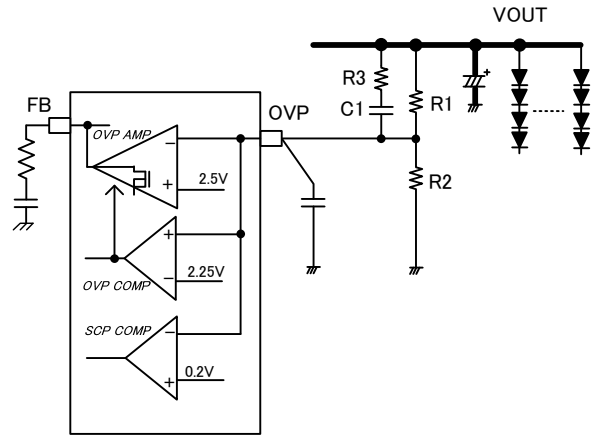 VOUT
R3
C1
R1
R2
FB
OVP
OVP AMP
−
+
2.5V
+
−
2.25V
OVP COMP
SCP COMP
−
+
0.2V
+